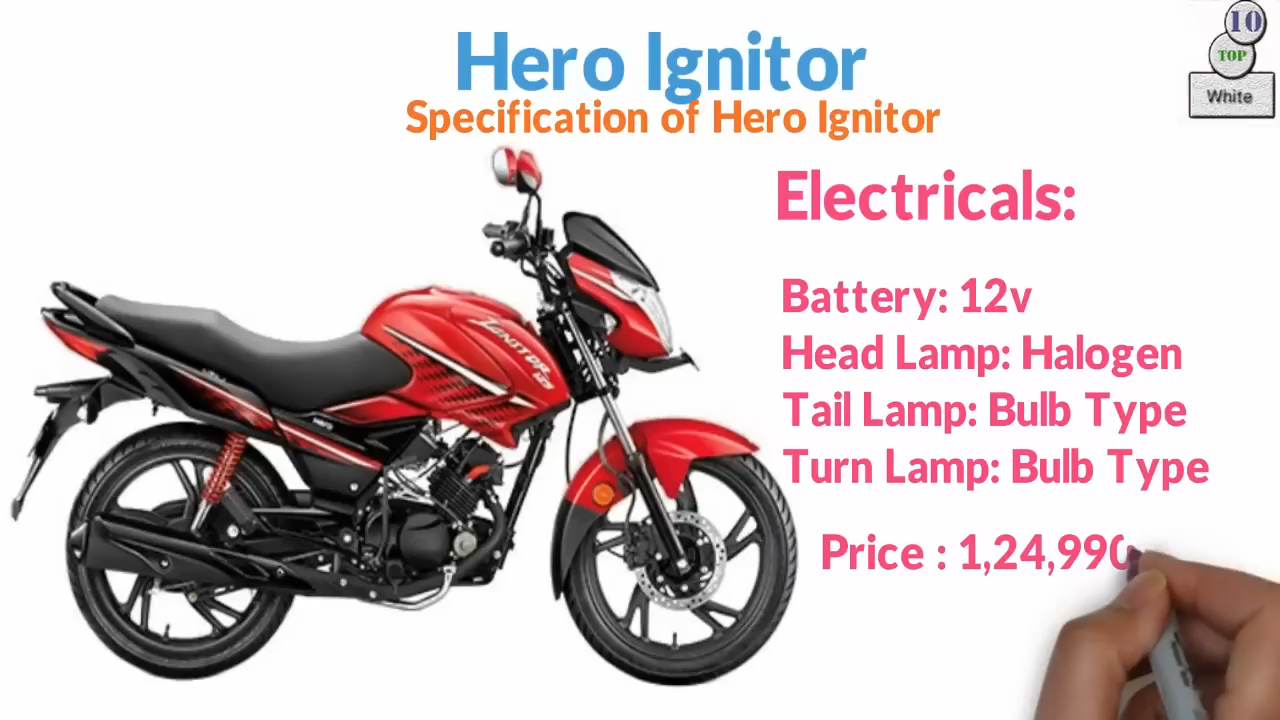 Hero Ignitor
Specification of Hero Ignitor
10
TOP
White
Electricals:
Battery: 12v
Head Lamp: Halogen
Tail Lamp: Bulb Type
Turn Lamp: Bulb Type
Price : 1,24,990
IGNITOR